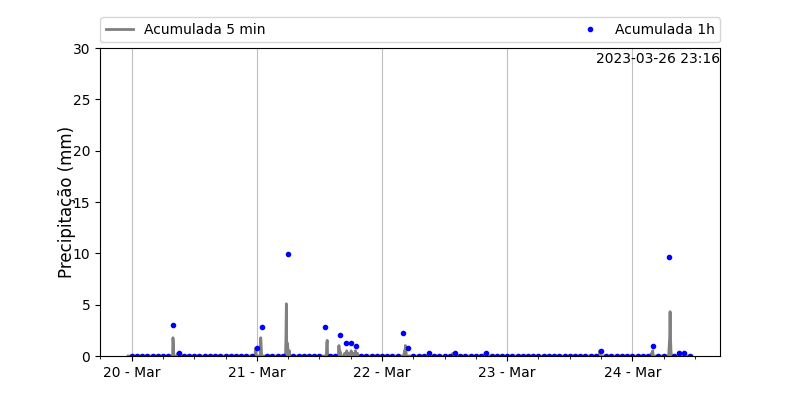 Acumulada 5 min
Acumulada 1h
2023-03-26 23:16
Precipitação (mm)
30
25
20
15
10
5
0
20 - Mar
21 - Mar
22 - Mar
23 - Mar
24 - Mar